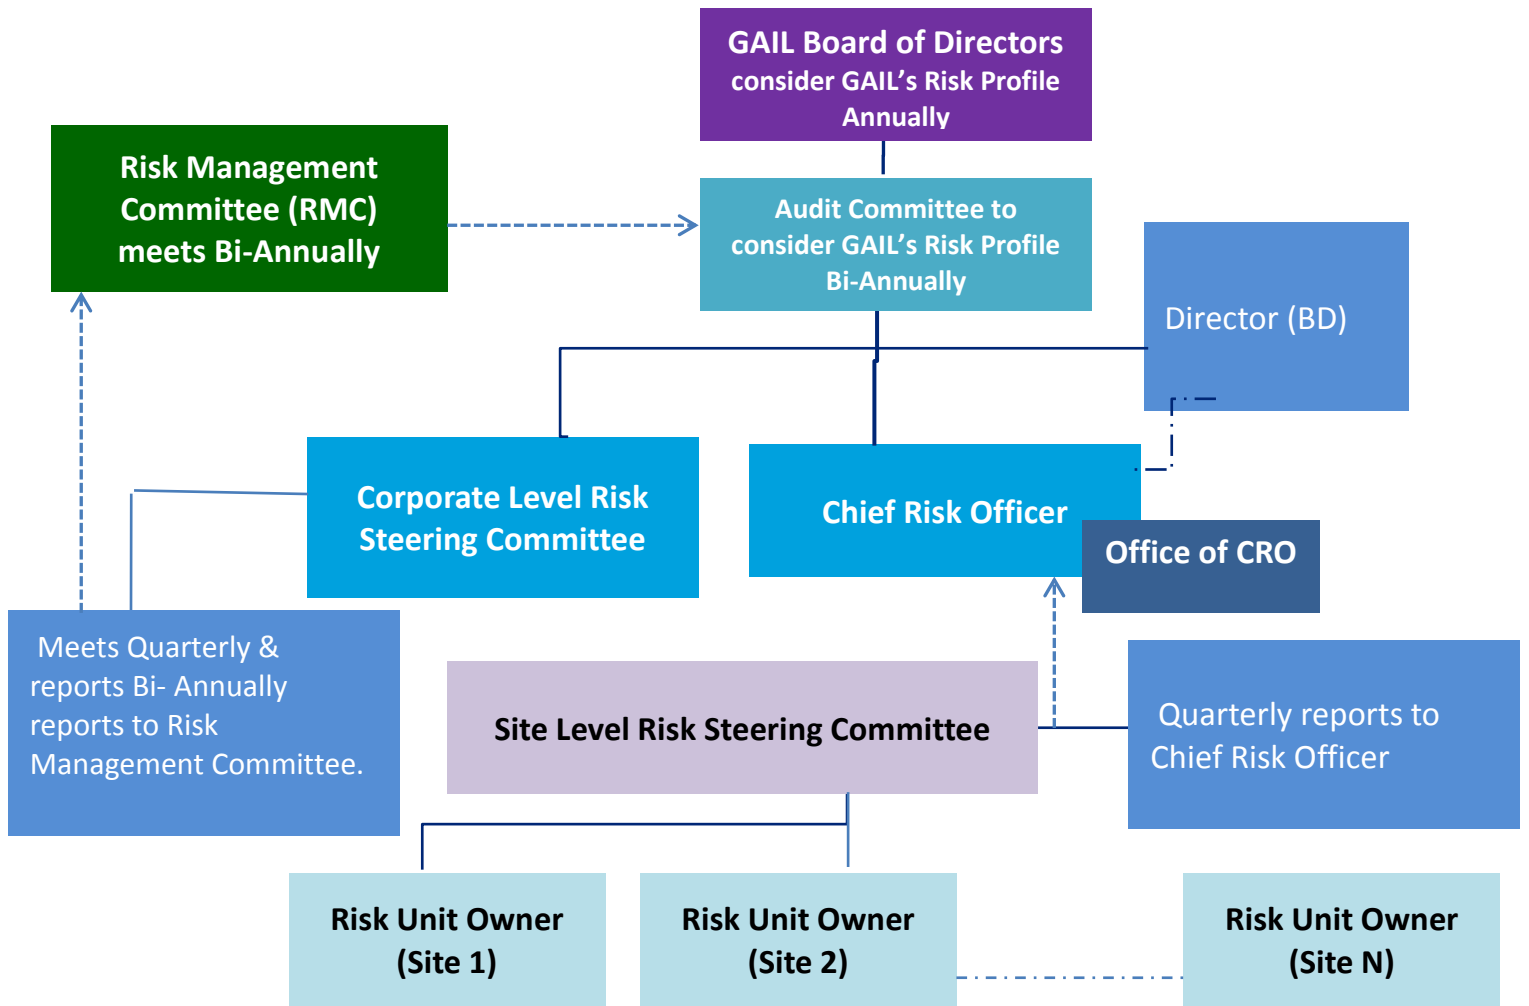 GAIL Board of Directors
consider GAIL’s Risk Profile
Annually
Risk Management
Committee (RMC)
meets Bi-Annually
Audit Committee to
consider GAIL’s Risk Profile
Bi-Annually
Director (BD)
Corporate Level Risk
Steering Committee
Chief Risk Officer
Office of CRO
Meets Quarterly &
reports Bi- Annually
reports to Risk
Management Committee.
Site Level Risk Steering Committee
Quarterly reports to
Chief Risk Officer
Risk Unit Owner
(Site 1)
Risk Unit Owner
(Site 2)
Risk Unit Owner
(Site N)